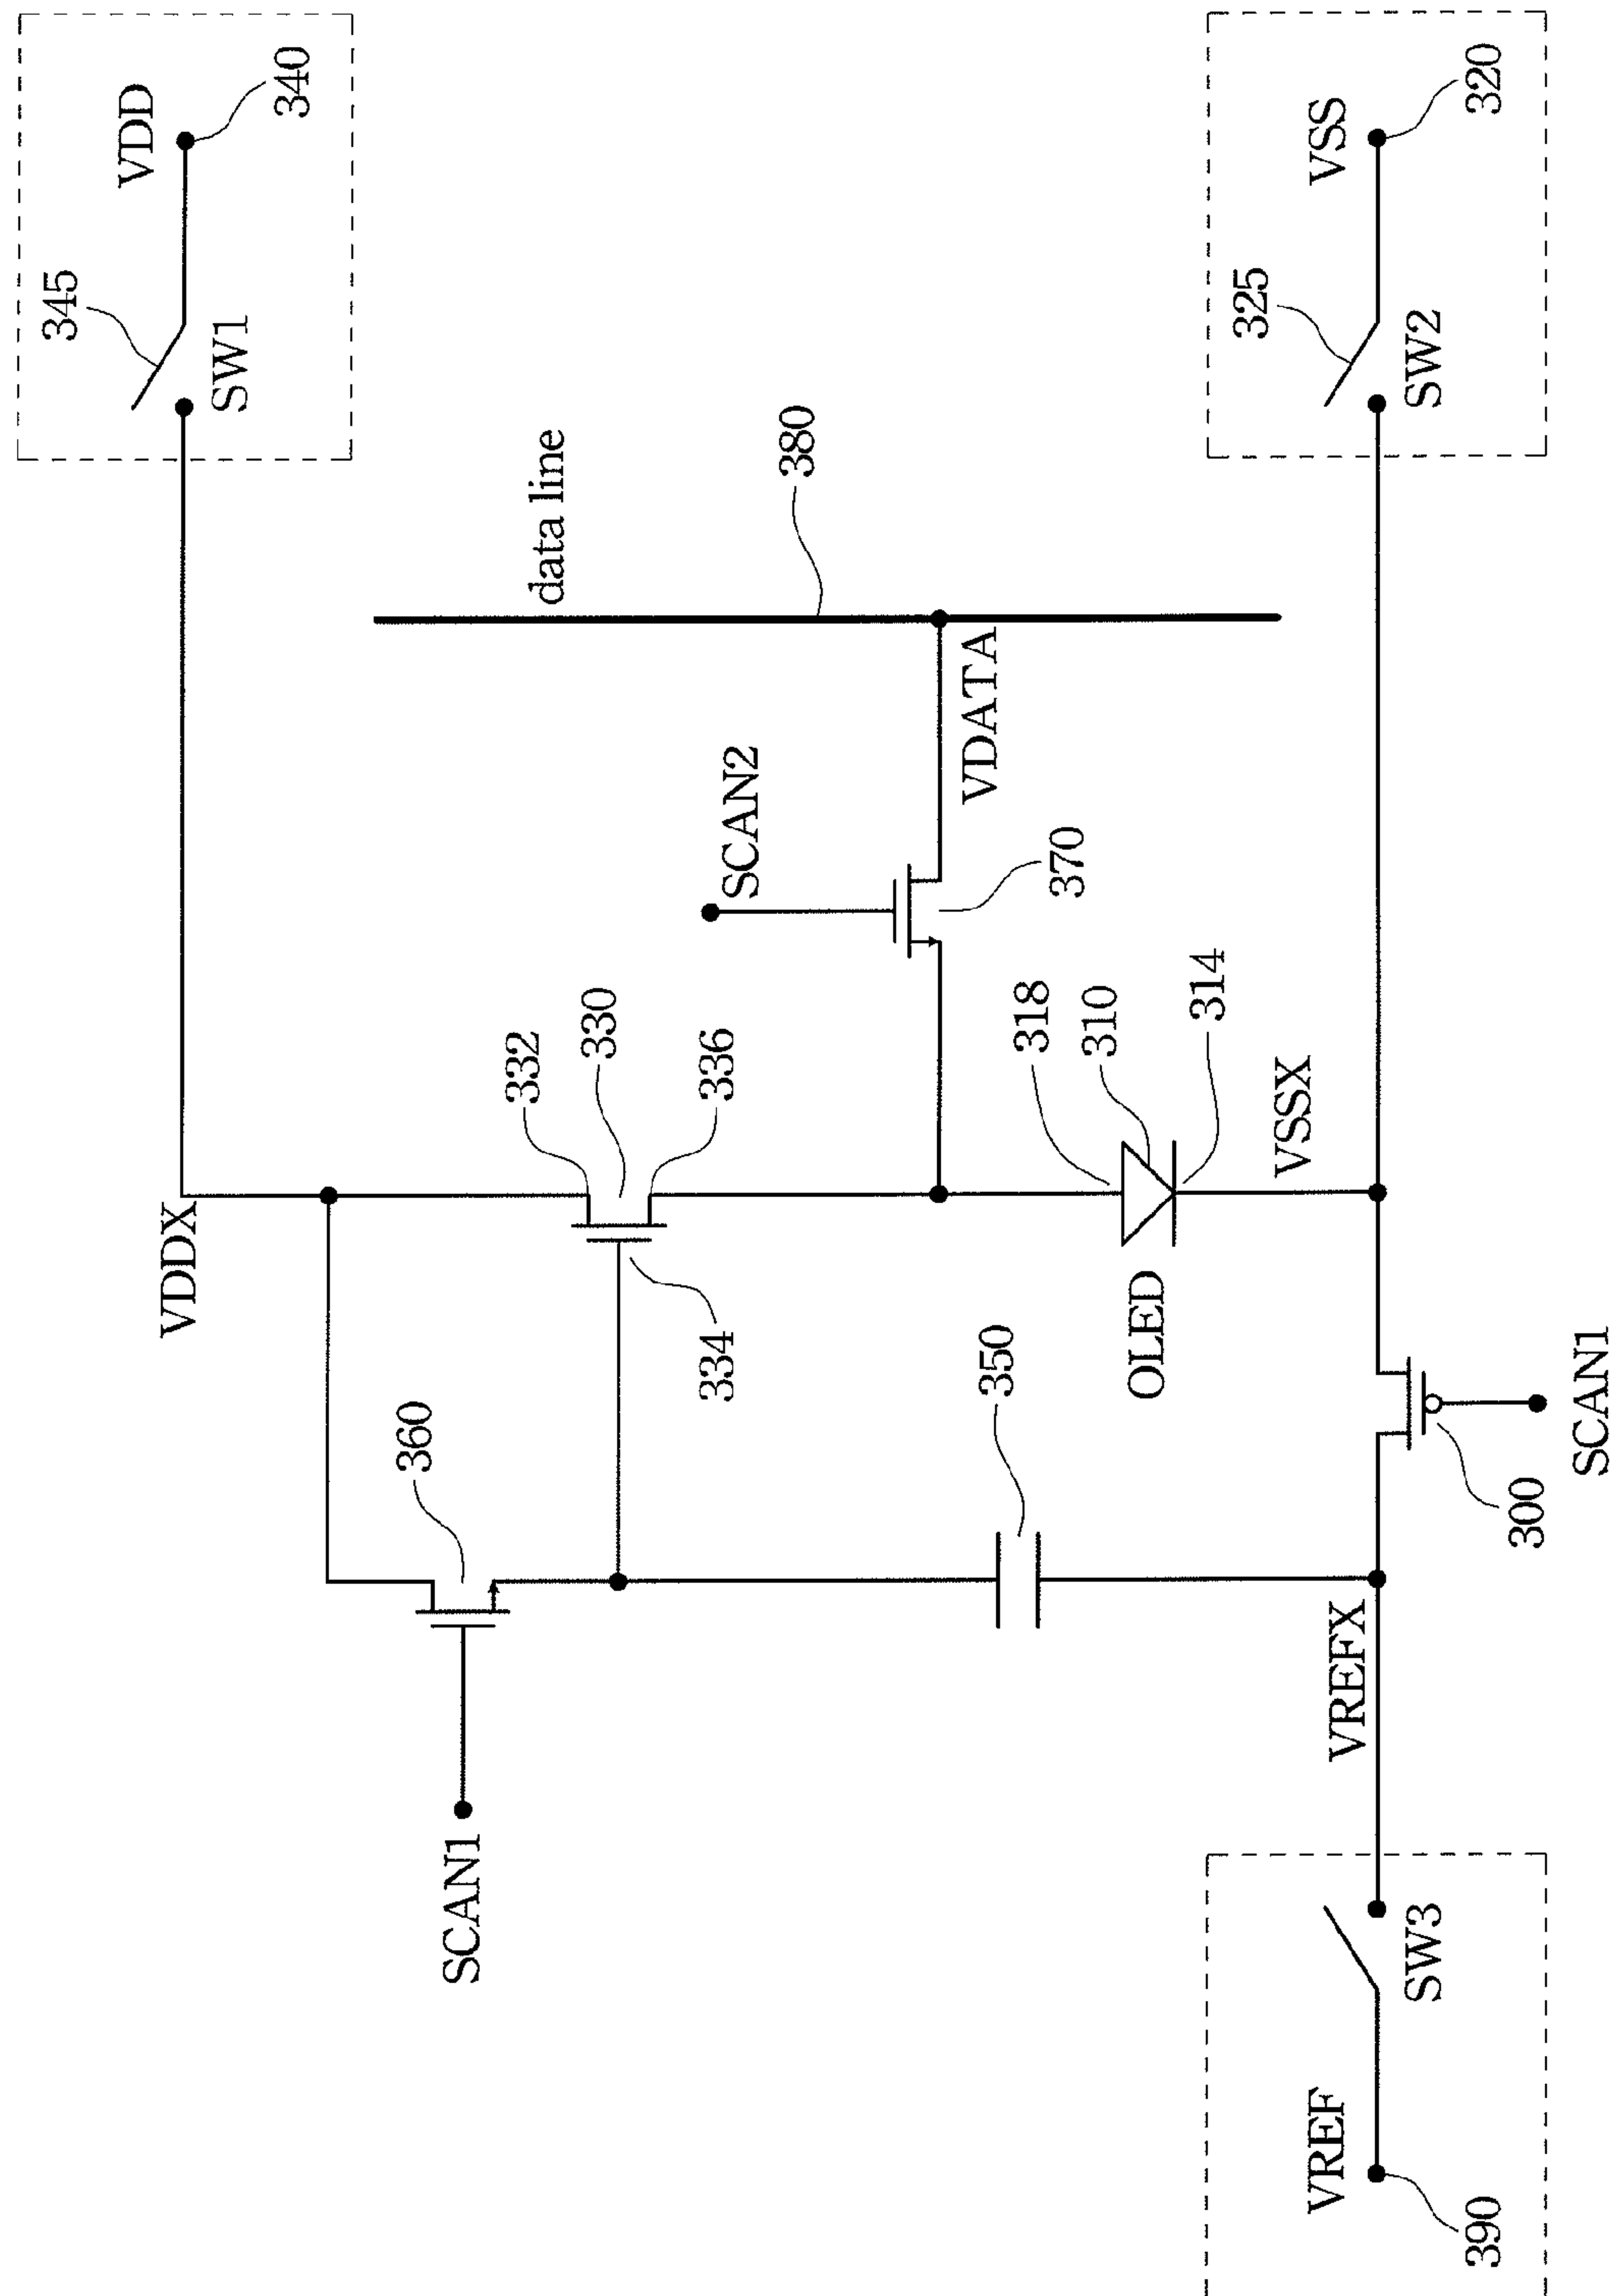 VDD
340
345
SW1
VSS
320
325
SW2
data line
380
VDATA
SCAN2
370
332
330
336
318
310
314
VSSX
VDDX
334
OLED
350
360
SCAN1
300
VREFX
SCAN1
SW3
VREF
390